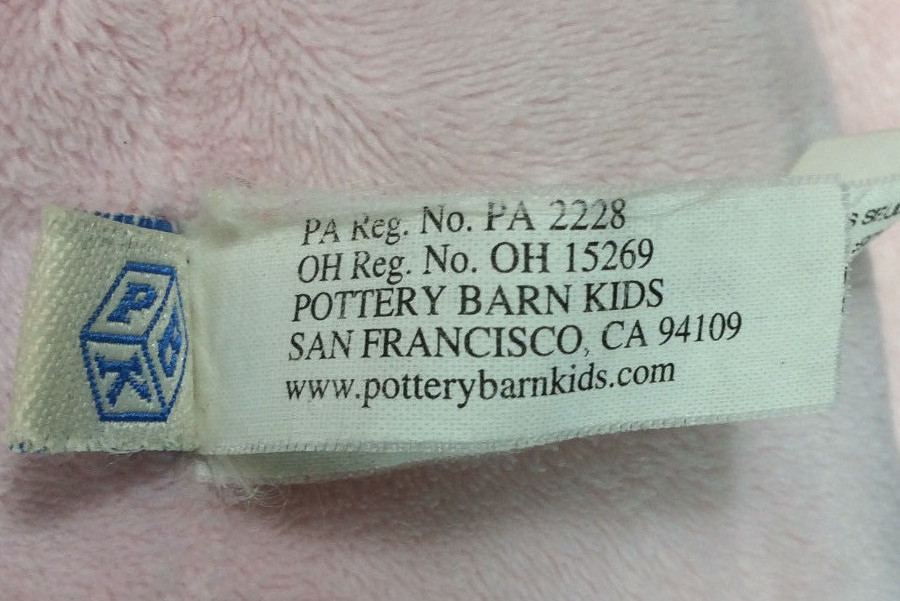 PA Reg. No. PA 2228
OH Reg. No. OH 15269
POTTERY BARN KIDS
SAN FRANCISCO, CA 94109
www.potterybarnkids.com
P B K